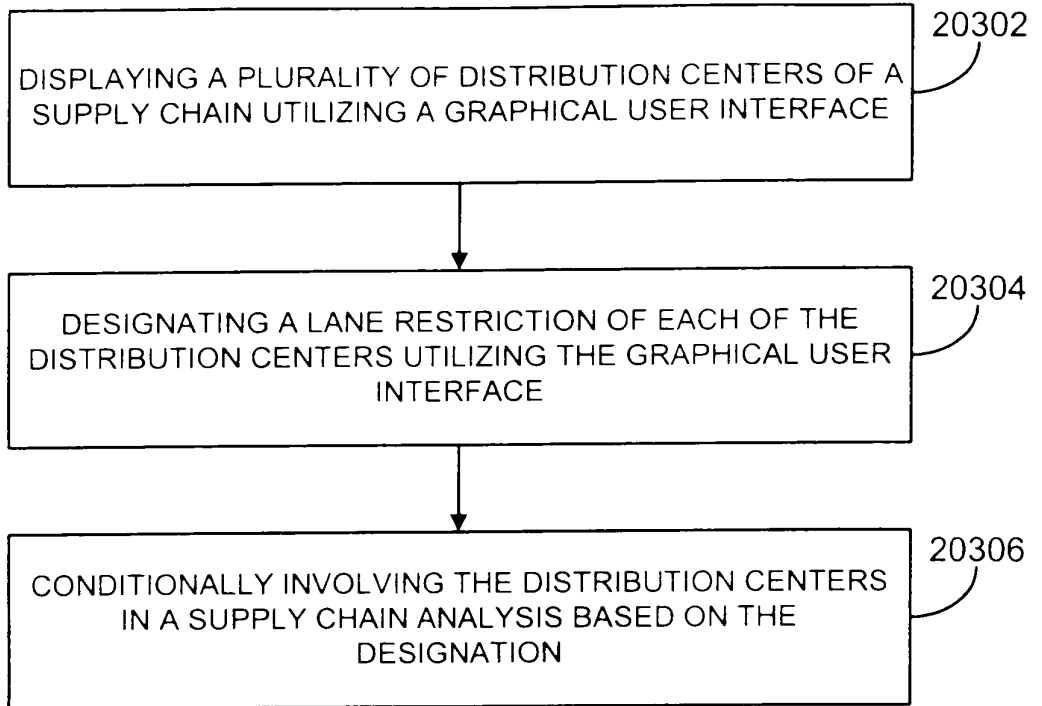 20302
DISPLAYING A PLURALITY OF DISTRIBUTION CENTERS OF A
SUPPLY CHAIN UTILIZING A GRAPHICAL USER INTERFACE
20304
DESIGNATING A LANE RESTRICTION OF EACH OF THE
DISTRIBUTION CENTERS UTILIZING THE GRAPHICAL USER
INTERFACE
20306
CONDITIONALLY INVOLVING THE DISTRIBUTION CENTERS
IN A SUPPLY CHAIN ANALYSIS BASED ON THE
DESIGNATION